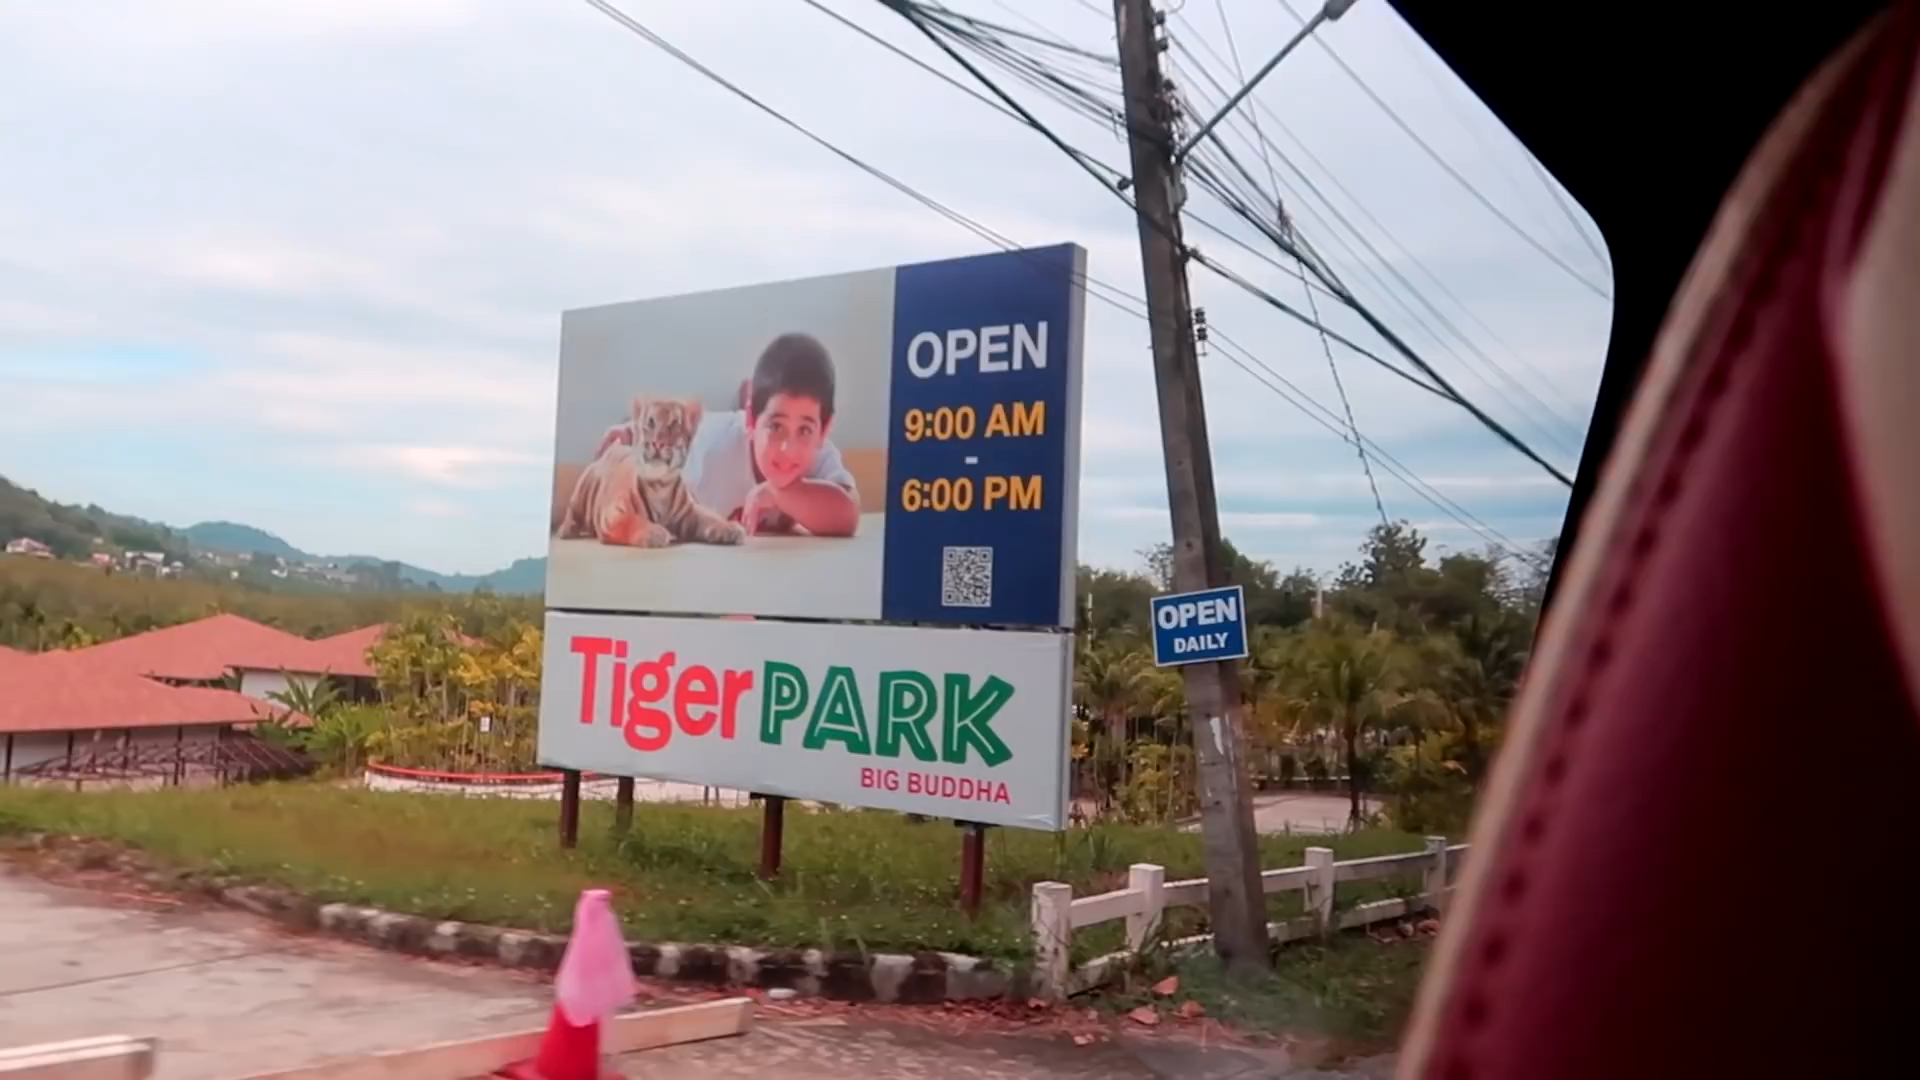 OPEN
9:00 AM
-
6:00 PM
Tiger PARK
BIG BUDDHA
OPEN
DAILY